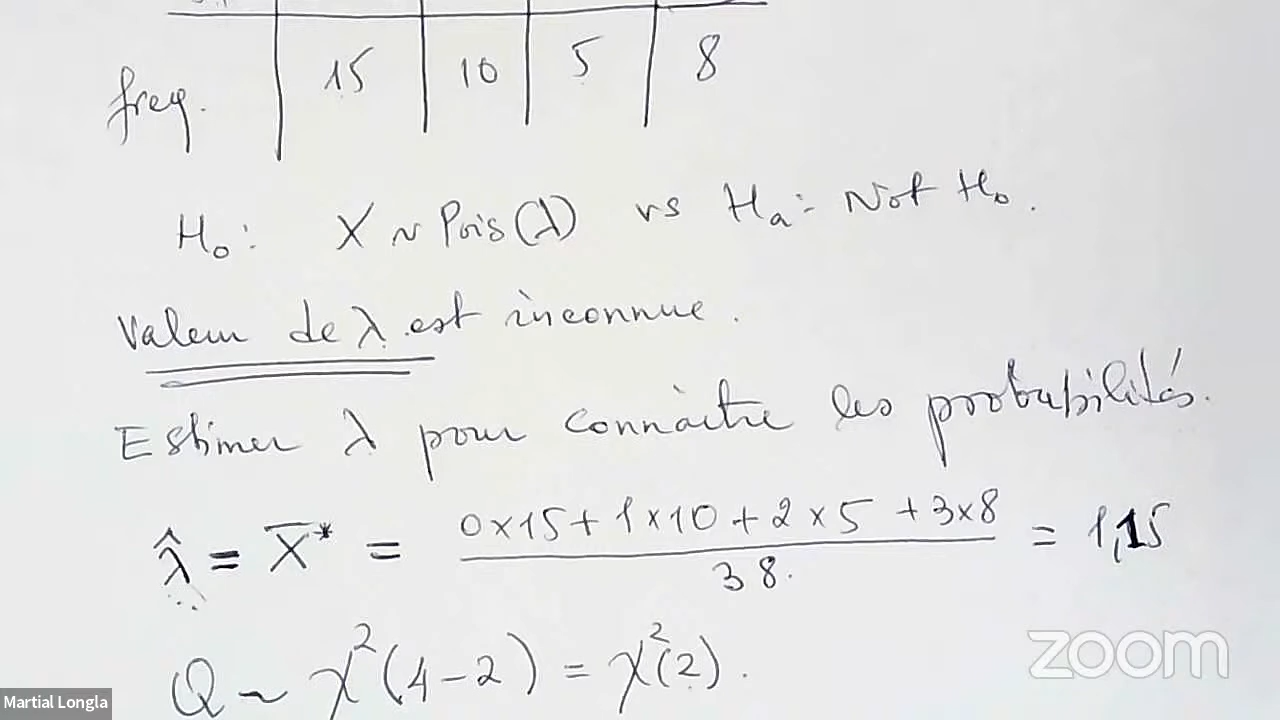 freq. 15 10 5 8
H₀: X ~ Pois(λ) vs Hₐ: Not H₀.
Valeur de λ est inconnue.
Estimer λ pour connaître les probabilités.
λ̂ = X̄* = (0×15 + 1×10 + 2×5 + 3×8) / 38. = 1,15
Q ~ χ²(4-2) = χ²(2).
zoom
Martial Longla